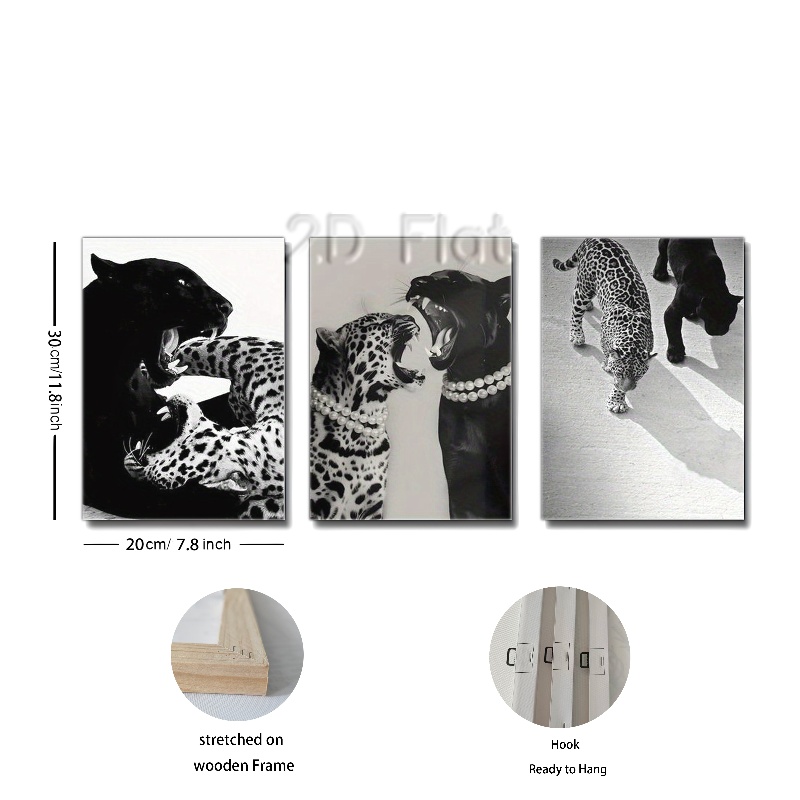 2D Flat
30cm/11.8inch
20cm/ 7.8 inch
stretched on
wooden Frame
Hook
Ready to Hang